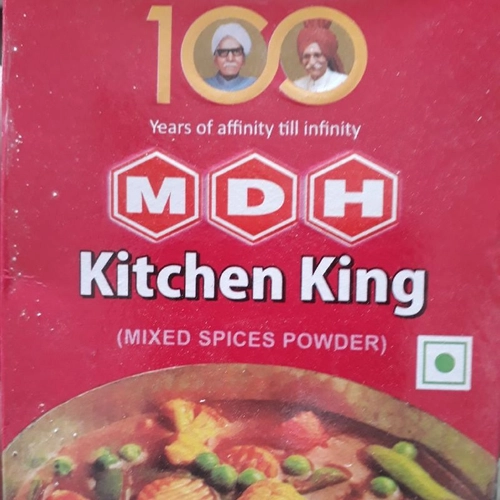 100
Years of affinity till infinity
MDH
Kitchen King
(MIXED SPICES POWDER)